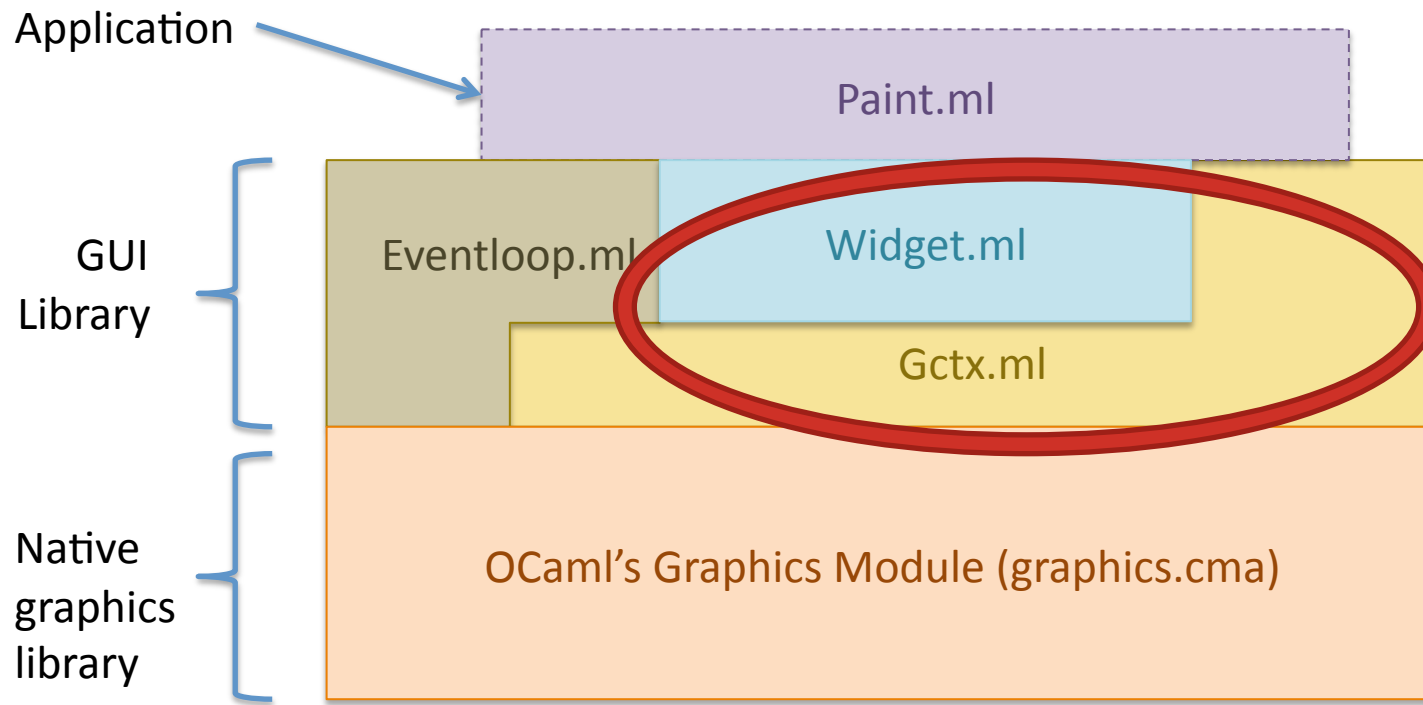 Application
Paint.ml
GUI
Library
Eventloop.ml
Widget.ml
Gctx.ml
Native
graphics
library
OCaml’s Graphics Module (graphics.cma)